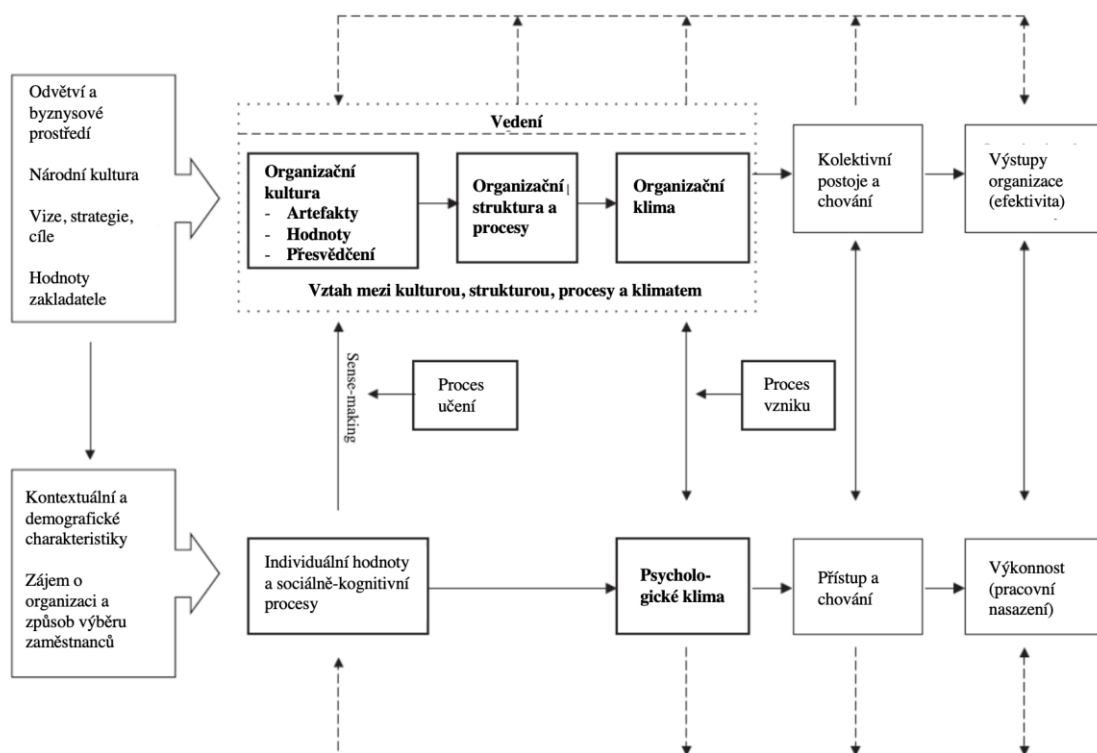 Odvětví a
byznysové
prostředí
Národní kultura
Vize, strategie,
cíle
Hodnoty
zakladatele
Vedení
Organizační
kultura
- Artefakty
- Hodnoty
- Přesvědčení
Organizační
struktura a
procesy
Organizační
klima
Vztah mezi kulturou, strukturou, procesy a klimatem
Kolektivní
postoje a
chování
Výstupy
organizace
(efektivita)
Sense-making
Proces
učení
Proces
vzniku
Kontextuální a
demografické
charakteristiky
Zájem o
organizaci a
způsob výběru
zaměstnanců
Individuální hodnoty
a sociálně-kognitivní
procesy
Psycholo-
gické klima
Přístup a
chování
Výkonnost
(pracovní
nasazení)